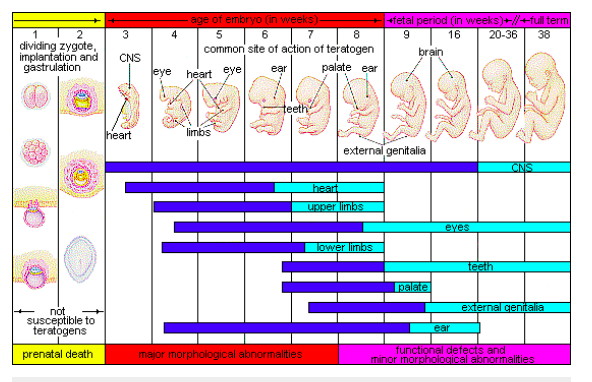 age of embryo (in weeks)
fetal period (in weeks)
full term
1 2 3 4 5 6 7 8 9 16 20-36 38
dividing zygote,
implantation and
gastrulation
common site of action of teratogen
CNS
eye
heart
eye
ear
palate
ear
brain
heart
limbs
teeth
external genitalia
CNS
heart
upper limbs
eyes
lower limbs
teeth
palate
external genitalia
ear
not
susceptible to
teratogens
prenatal death
major morphological abnormalities
functional defects and
minor morphological abnormalities